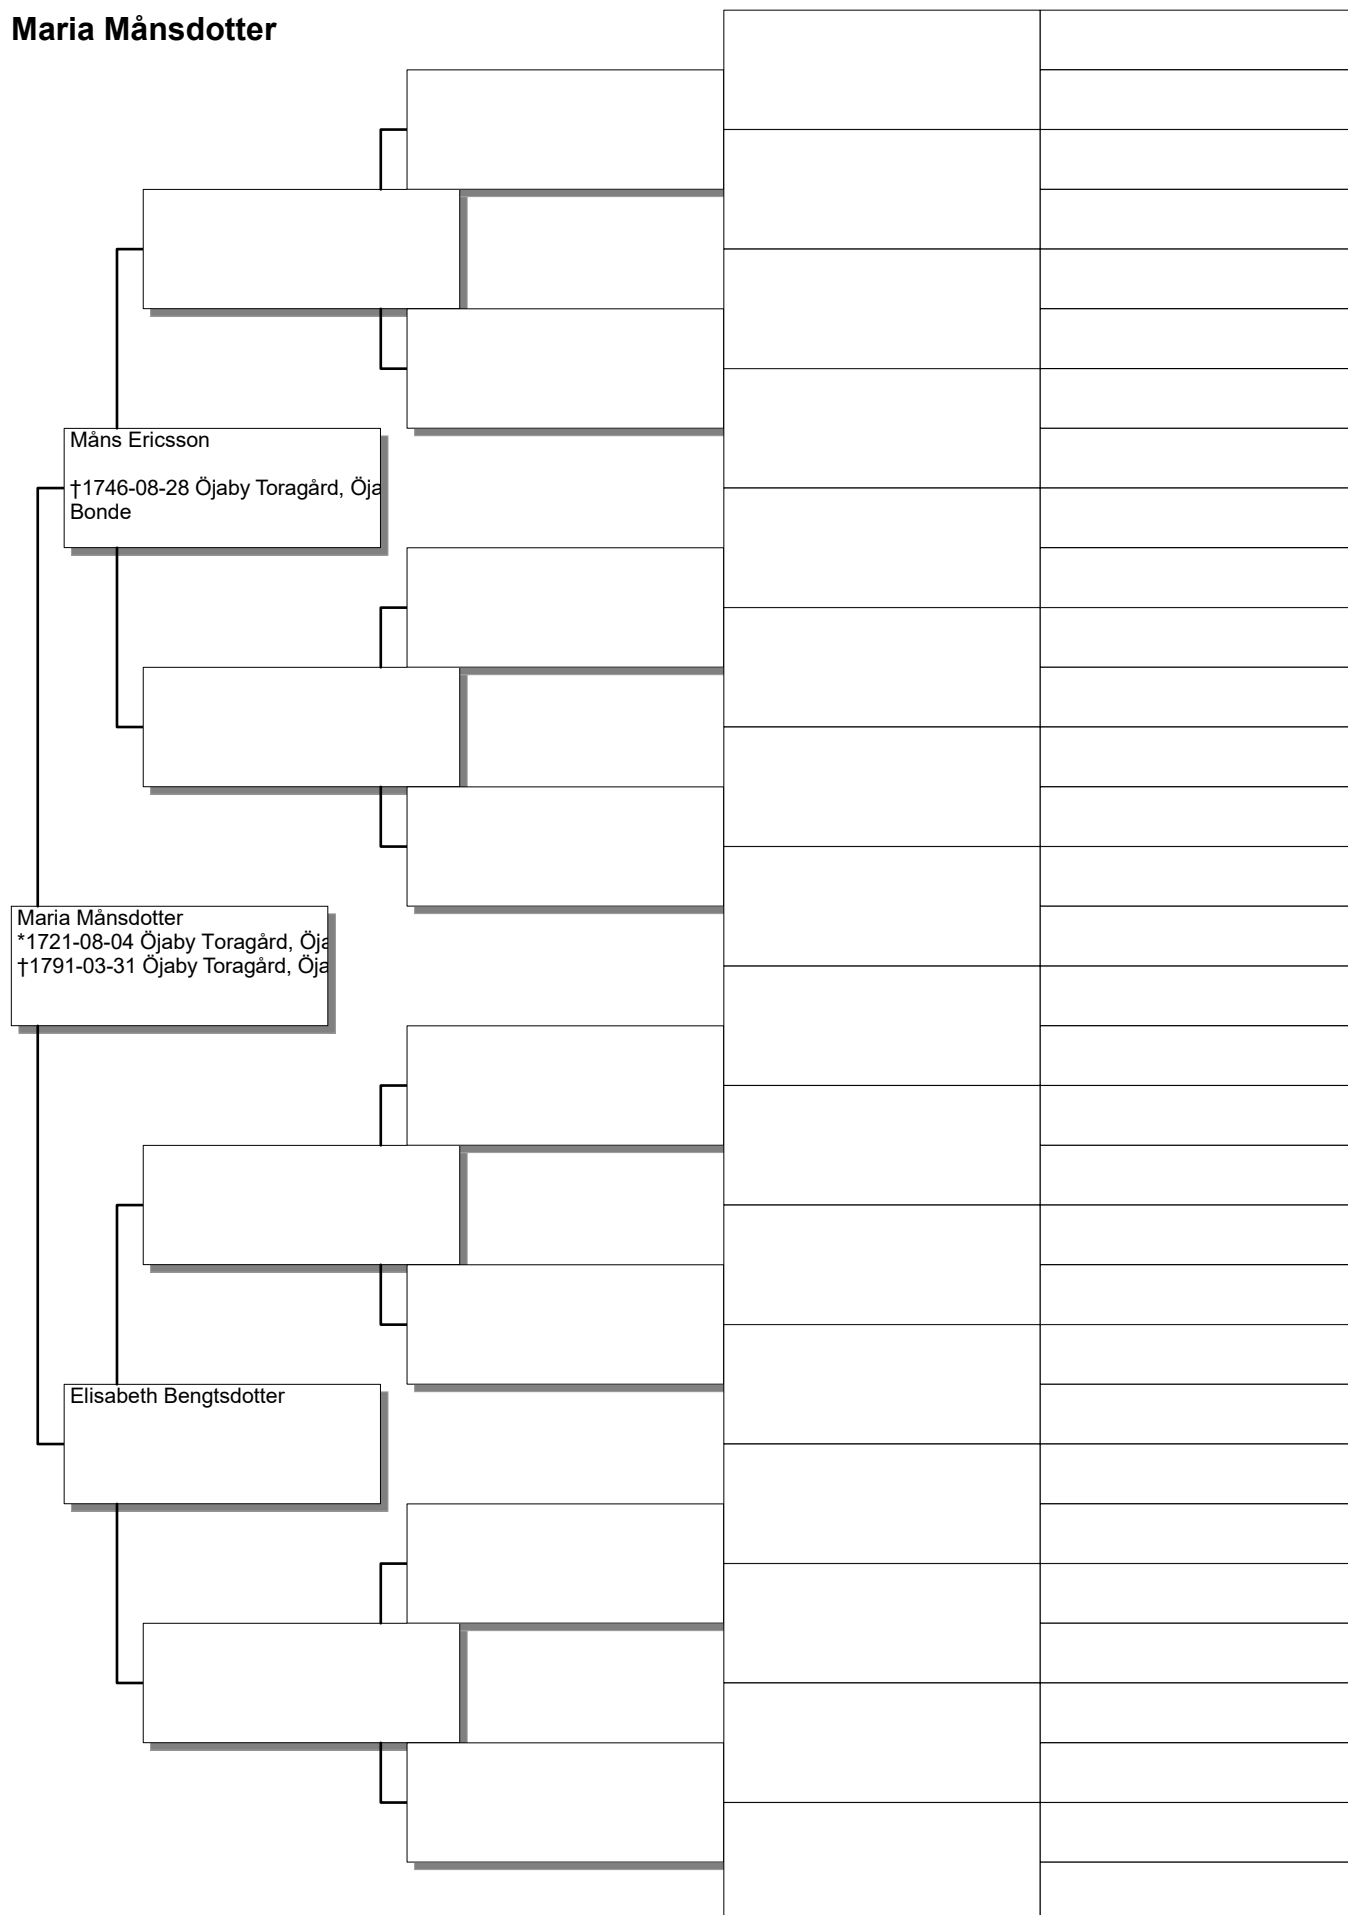 Maria Månsdotter
Måns Ericsson
†1746-08-28 Öjaby Toragård, Öja
Bonde
Maria Månsdotter
*1721-08-04 Öjaby Toragård, Öja
†1791-03-31 Öjaby Toragård, Öja
Elisabeth Bengtsdotter